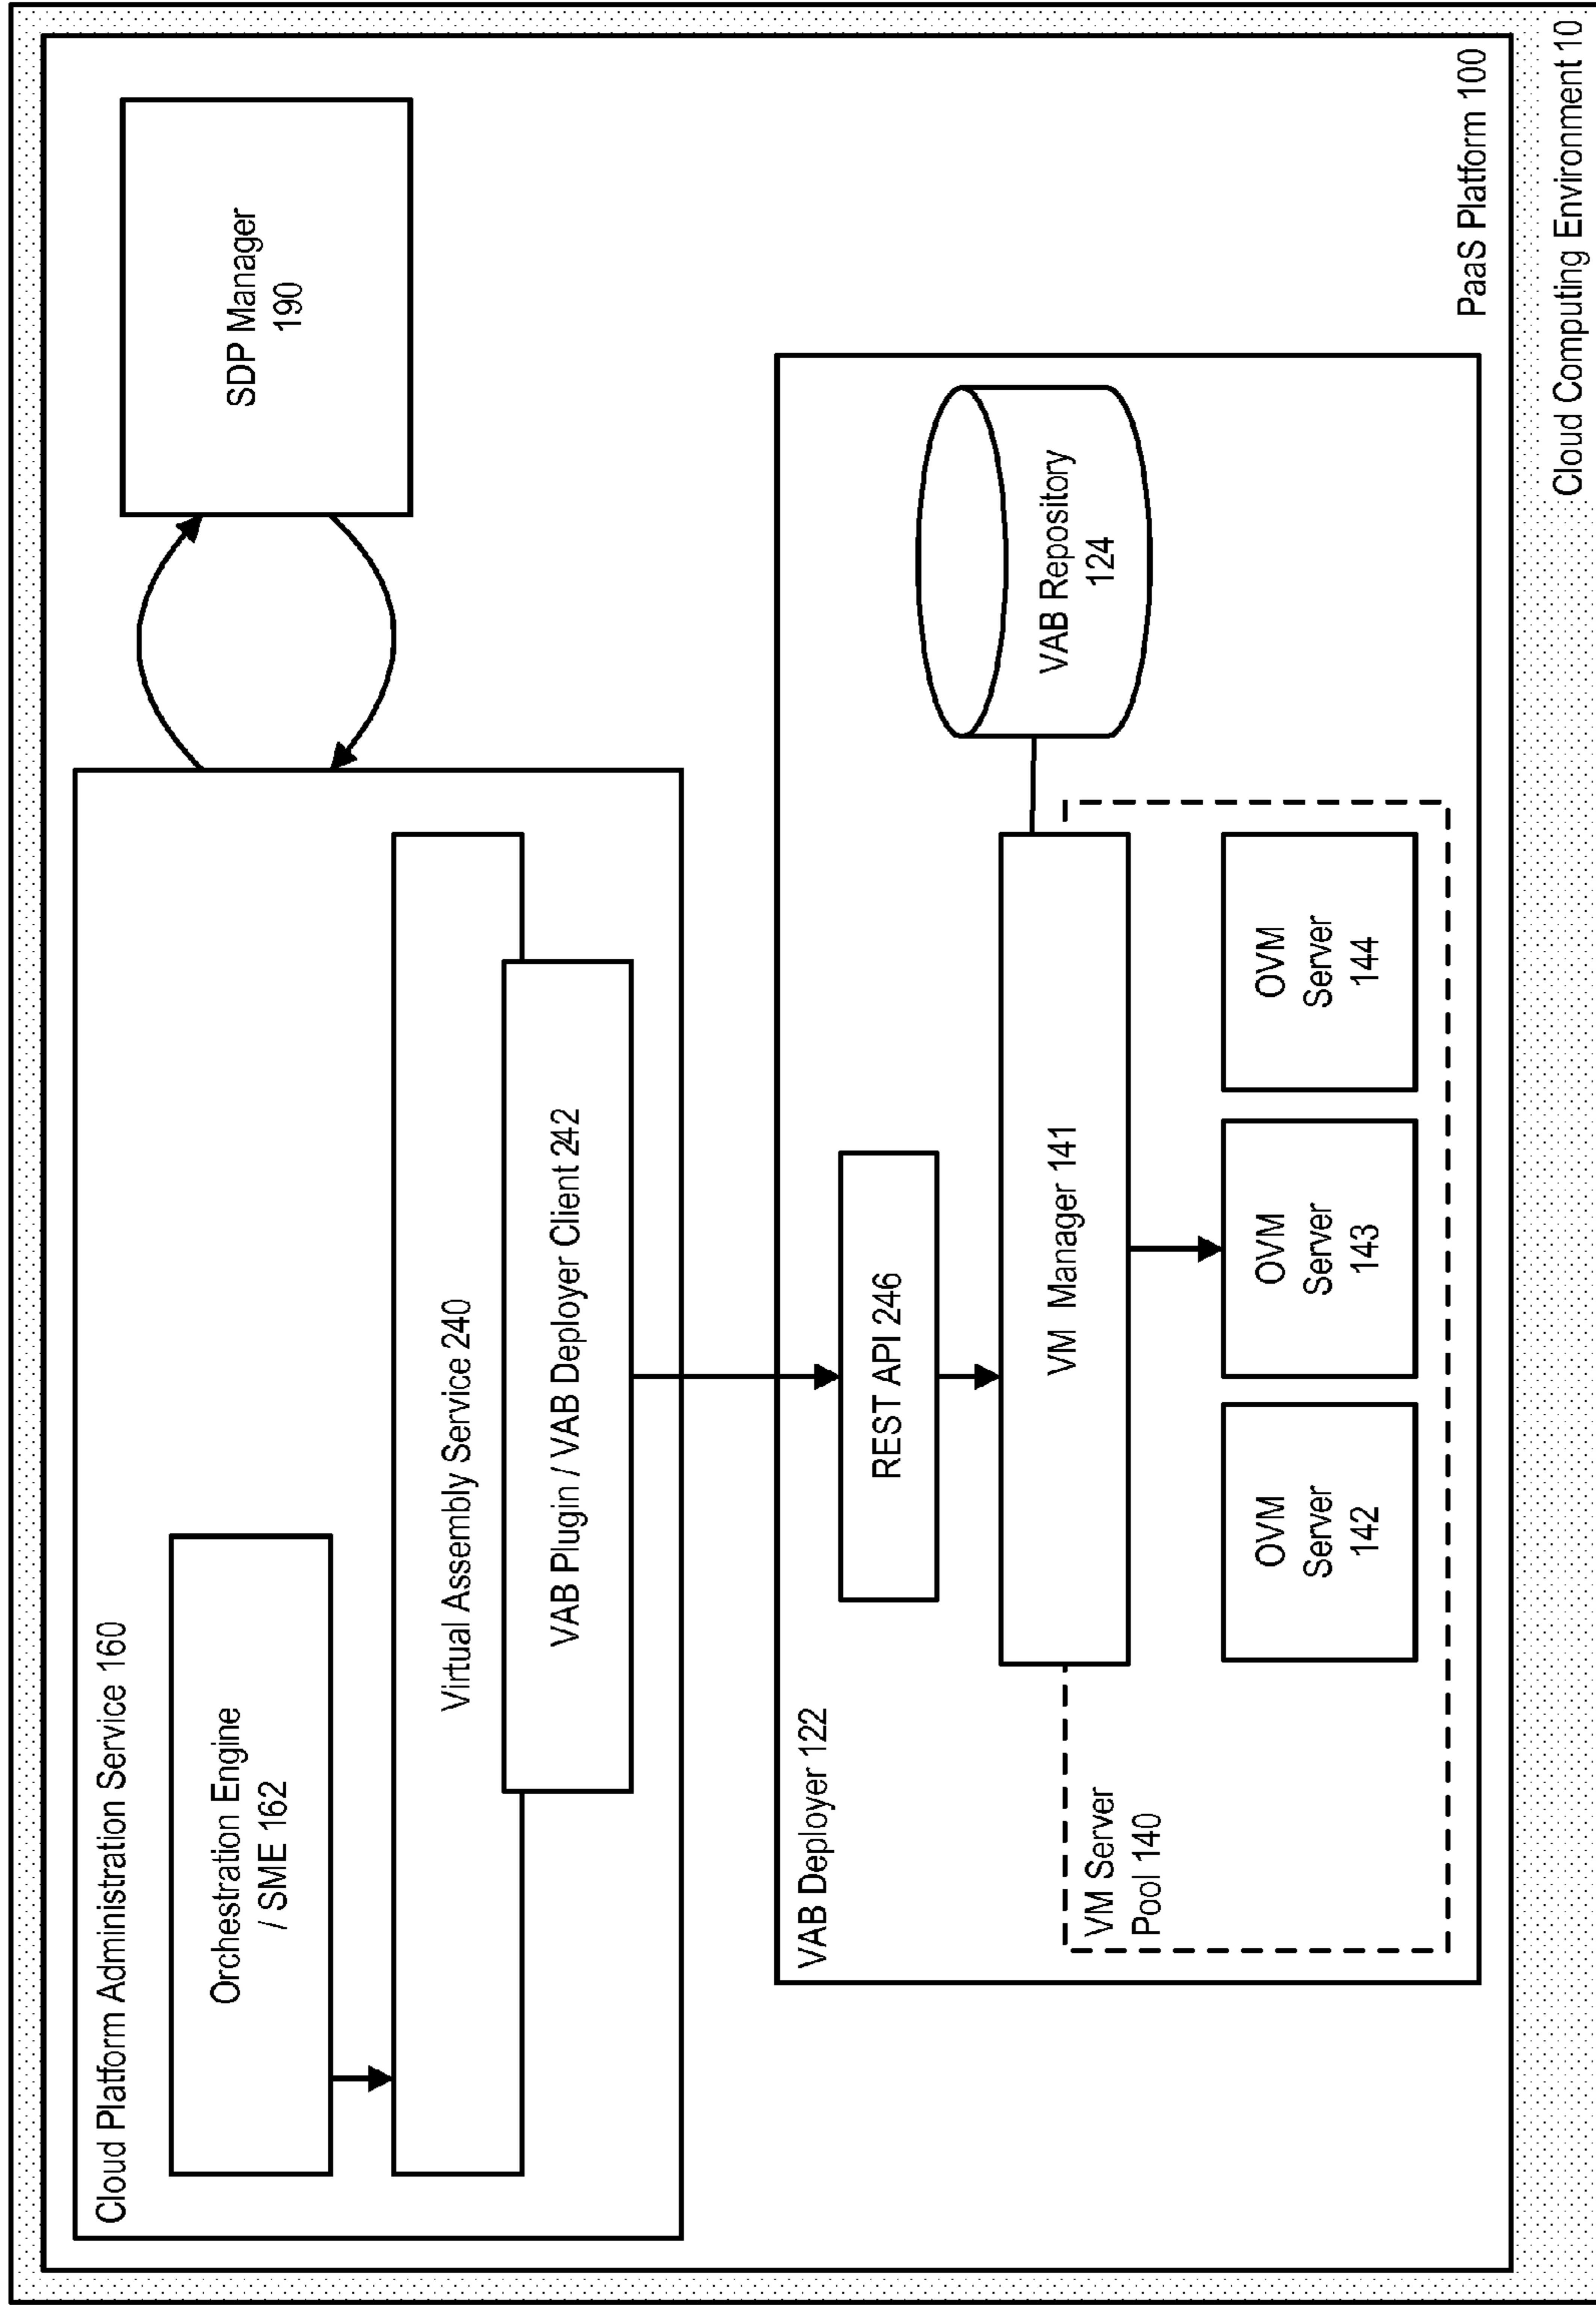 Cloud Platform Administration Service 160
Orchestration Engine
/ SME 162
Virtual Assembly Service 240
VAB Plugin / VAB Deployer Client 242
SDP Manager
190
VAB Deployer 122
REST API 246
VM Manager 141
VAB Repository
124
VM Server
Pool 140
OVM
Server
142
OVM
Server
143
OVM
Server
144
PaaS Platform 100
Cloud Computing Environment 10